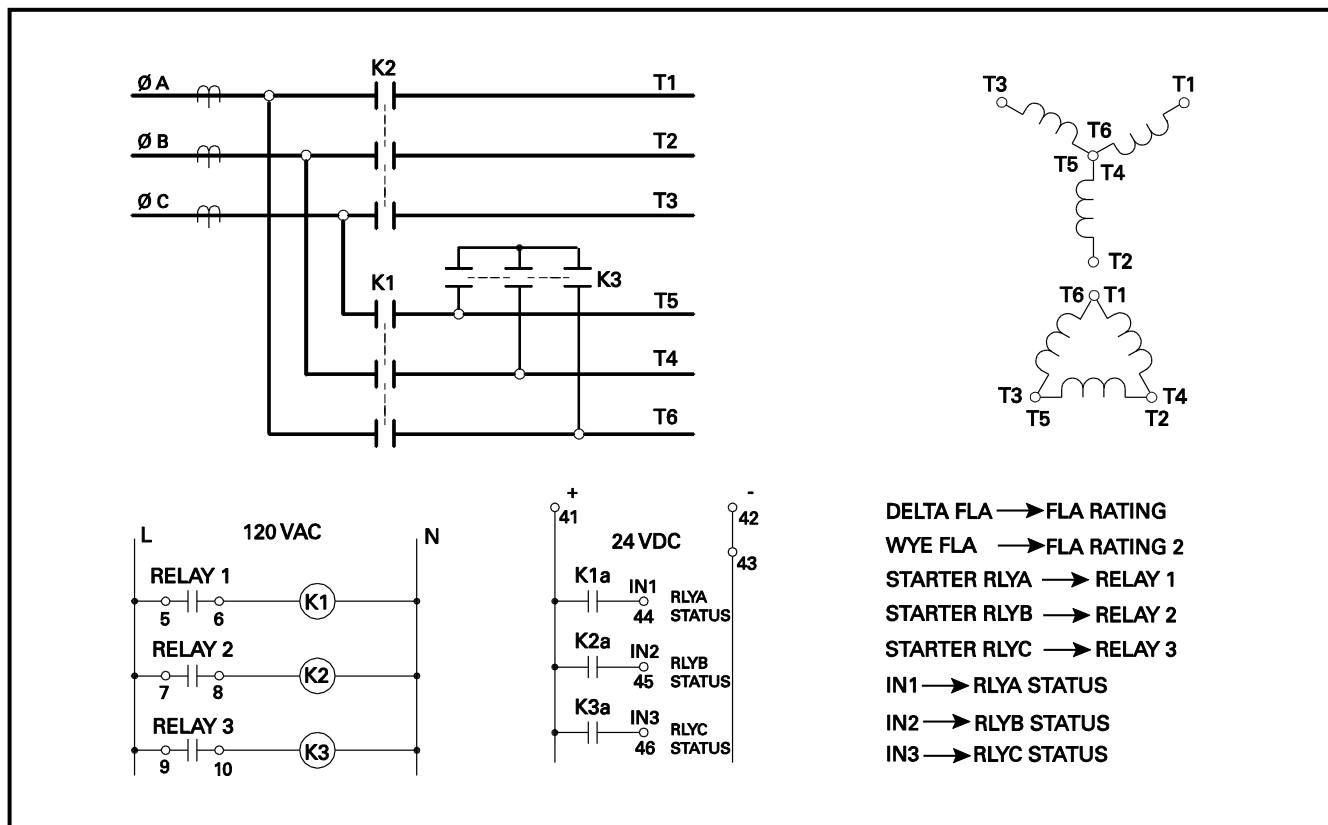 Ø A
K2
T1
Ø B
T2
Ø C
T3
K1
K3
T5
T4
T6
T3
T1
T6
T5
T4
T2
T6 T1
T3
T4
T5
T2
L
120 VAC
N
RELAY 1
5
6
K1
RELAY 2
7
8
K2
RELAY 3
9
10
K3
+
-
41
42
24 VDC
43
K1a
IN1
RLYA
STATUS
44
K2a
IN2
RLYB
STATUS
45
K3a
IN3
RLYC
STATUS
46
DELTA FLA → FLA RATING
WYE FLA → FLA RATING 2
STARTER RLYA → RELAY 1
STARTER RLYB → RELAY 2
STARTER RLYC → RELAY 3
IN1 → RLYA STATUS
IN2 → RLYB STATUS
IN3 → RLYC STATUS